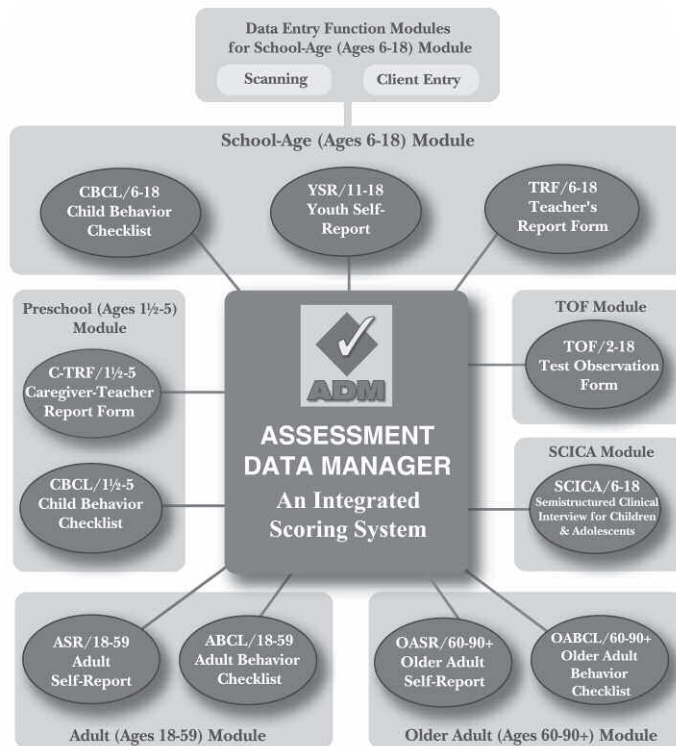 Data Entry Function Modules
for School-Age (Ages 6-18) Module
Scanning
Client Entry
School-Age (Ages 6-18) Module
CBCL/6-18
Child Behavior
Checklist
YSR/11-18
Youth Self-
Report
TRF/6-18
Teacher's
Report Form
Preschool (Ages 1½-5)
Module
C-TRF/1½-5
Caregiver-Teacher
Report Form
CBCL/1½-5
Child Behavior
Checklist
ADM
ASSESSMENT
DATA MANAGER
An Integrated
Scoring System
TOF Module
TOF/2-18
Test Observation
Form
SCICA Module
SCICA/6-18
Semistructured Clinical
Interview for Children
& Adolescents
ASR/18-59
Adult
Self-Report
ABCL/18-59
Adult Behavior
Checklist
Adult (Ages 18-59) Module
OASR/60-90+
Older Adult
Self-Report
OABCL/60-90+
Older Adult
Behavior
Checklist
Older Adult (Ages 60-90+) Module